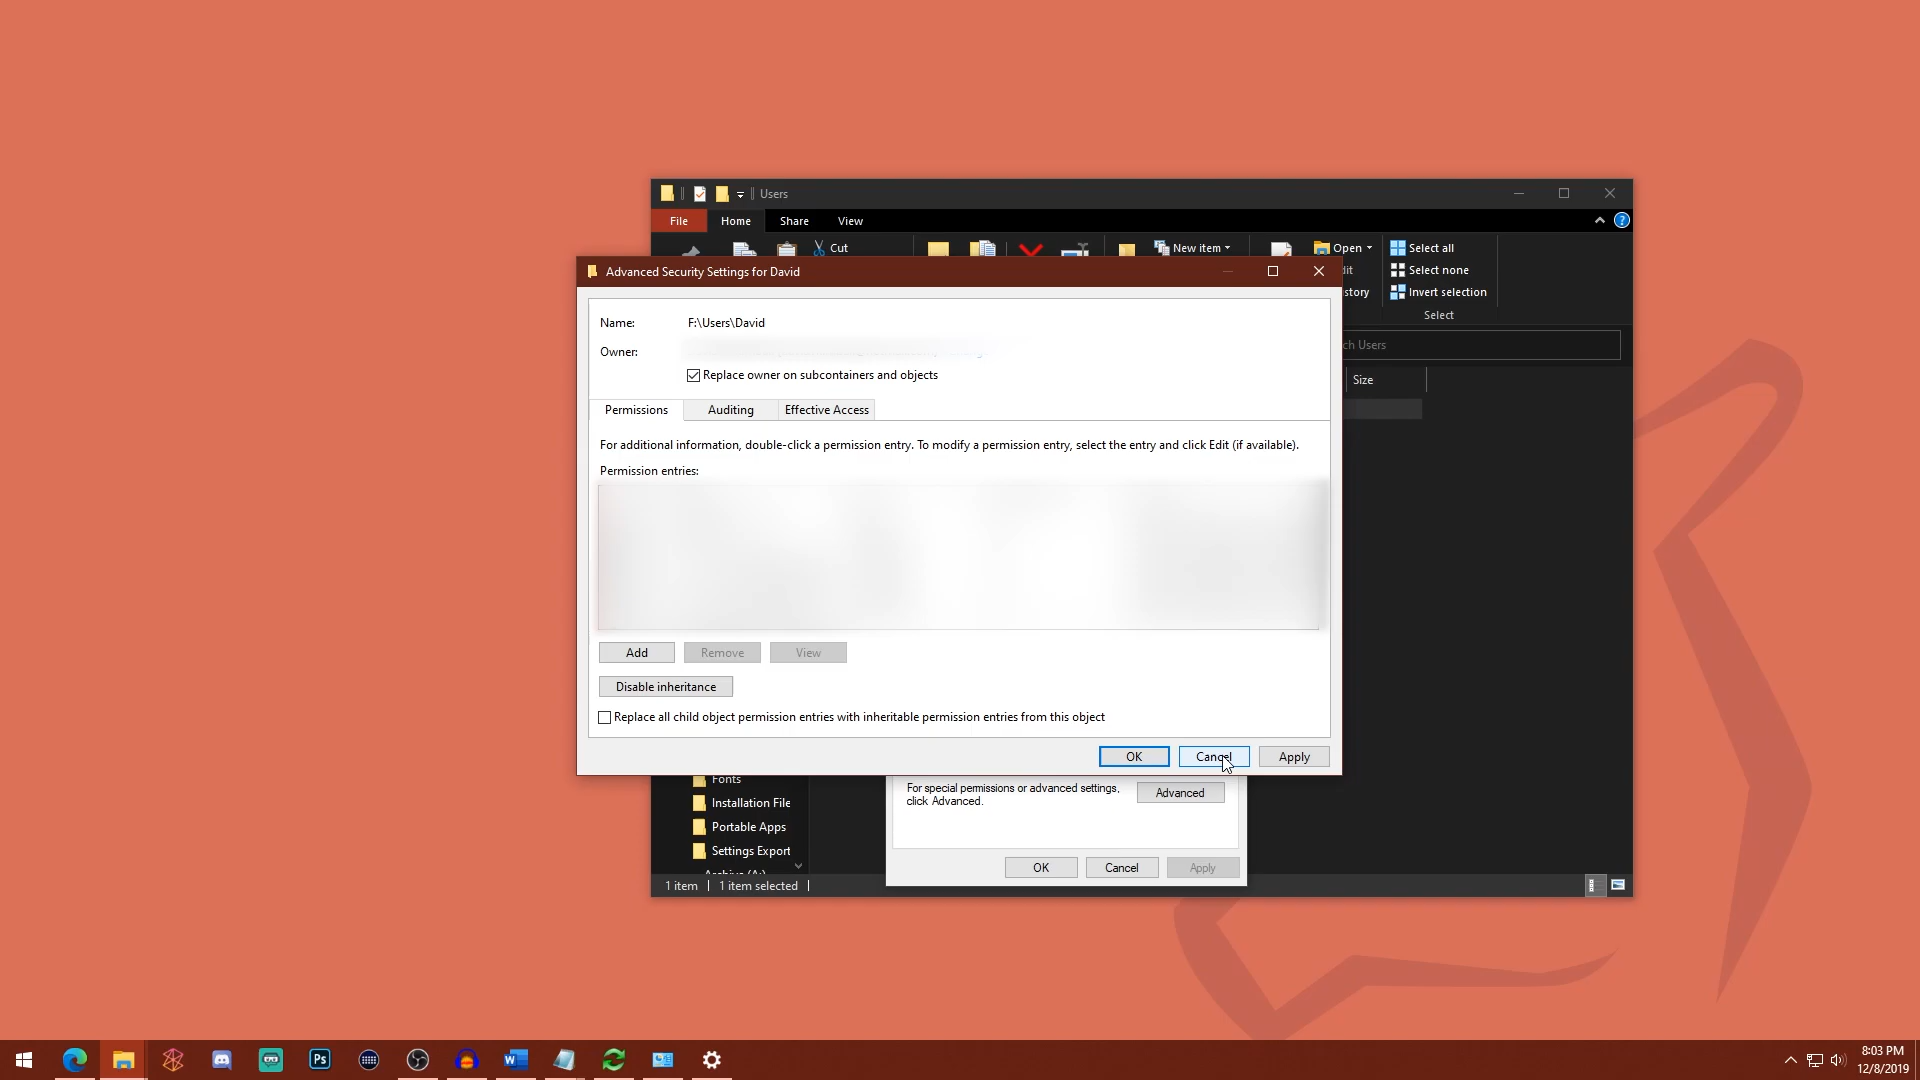 Users
File Home Share View
Cut
New item
Open
Select all
Select none
Invert selection
Select
Advanced Security Settings for David
Name: F:\Users\David
Owner:
Replace owner on subcontainers and objects
Permissions Auditing Effective Access
For additional information, double-click a permission entry. To modify a permission entry, select the entry and click Edit (if available).
Permission entries:
Add Remove View
Disable inheritance
Replace all child object permission entries with inheritable permission entries from this object
OK Cancel Apply
dit
story
ch Users
Size
Fonts
Installation File
Portable Apps
Settings Export
For special permissions or advanced settings,
click Advanced.
Advanced
OK Cancel Apply
1 item 1 item selected
Ps
8:03 PM
12/8/2019